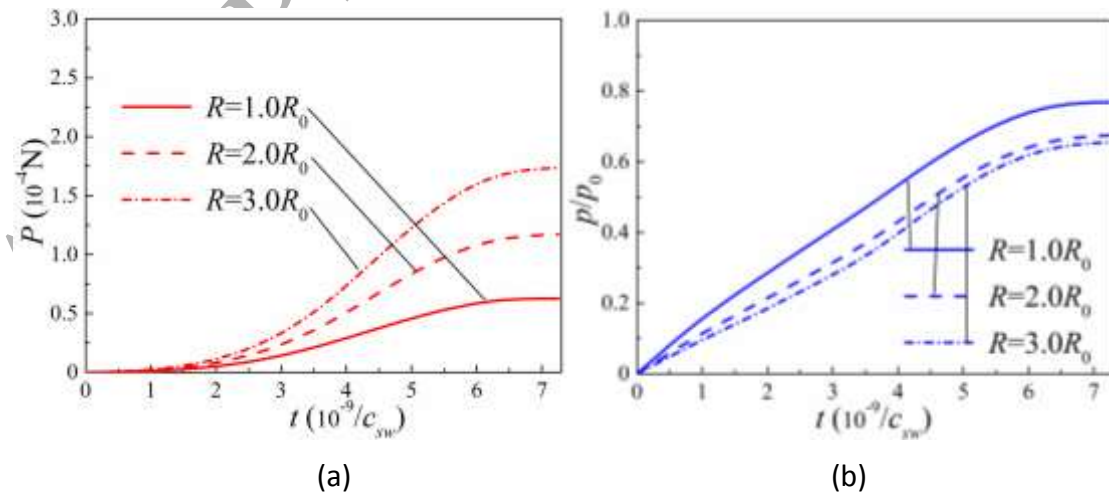 3.0
2.5
2.0
1.5
1.0
0.5
0
0 1 2 3 4 5 6 7
P (10⁻⁴N)
t (10⁻⁹/c_sw)
R=1.0R₀
R=2.0R₀
R=3.0R₀
(a)
1.0
0.8
0.6
0.4
0.2
0
0 1 2 3 4 5 6 7
p/p₀
t (10⁻⁹/c_sw)
R=1.0R₀
R=2.0R₀
R=3.0R₀
(b)